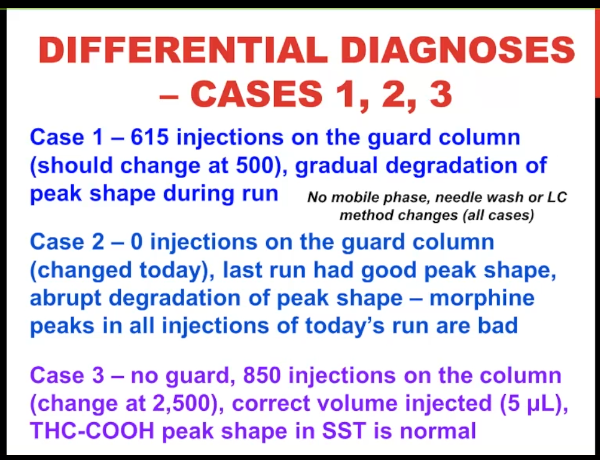 DIFFERENTIAL DIAGNOSES
– CASES 1, 2, 3
Case 1 – 615 injections on the guard column
(should change at 500), gradual degradation of
peak shape during run
No mobile phase, needle wash or LC
method changes (all cases)
Case 2 – 0 injections on the guard column
(changed today), last run had good peak shape,
abrupt degradation of peak shape – morphine
peaks in all injections of today’s run are bad
Case 3 – no guard, 850 injections on the column
(change at 2,500), correct volume injected (5 µL),
THC-COOH peak shape in SST is normal